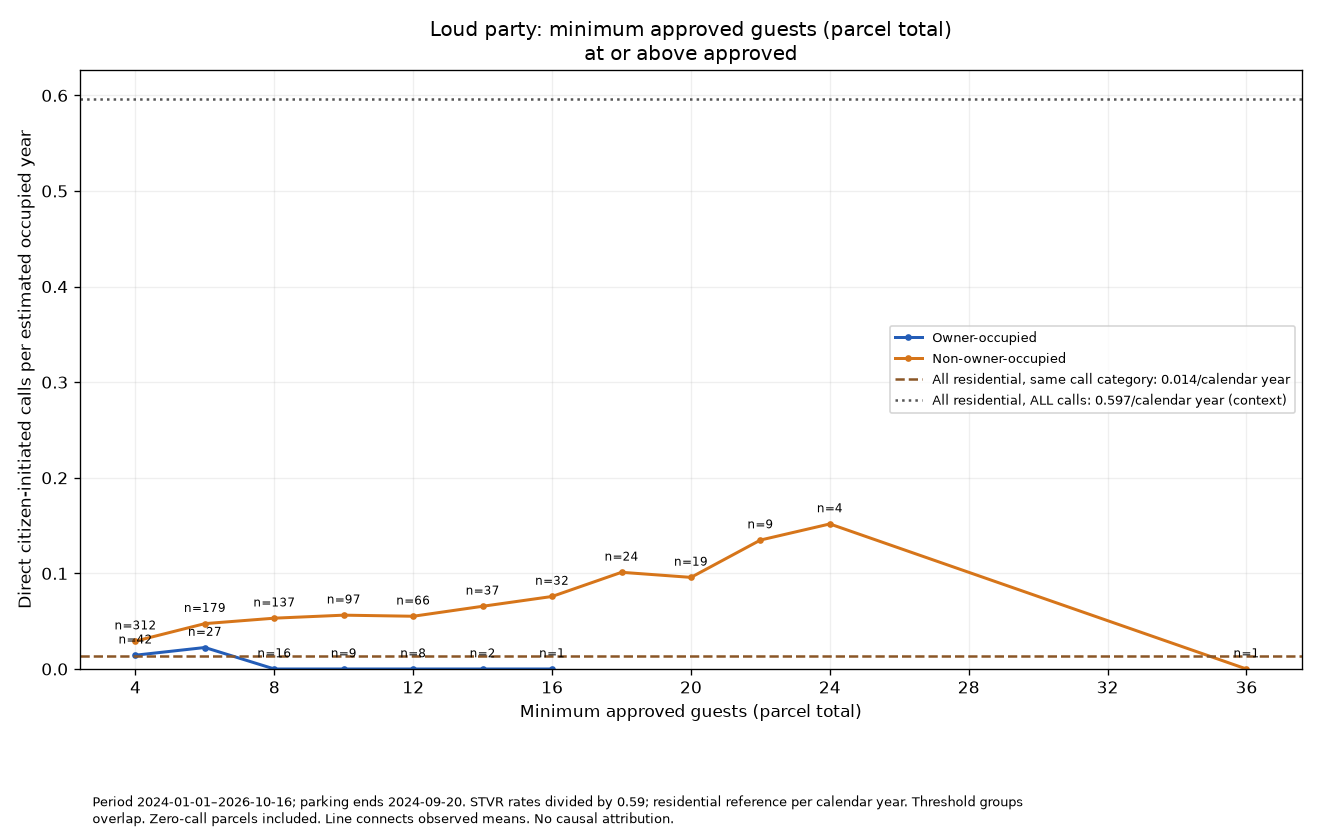 Loud party: minimum approved guests (parcel total)
at or above approved
Direct citizen-initiated calls per estimated occupied year
0.6
0.5
0.4
0.3
0.2
0.1
0.0
n=312
n=179
n=137
n=97
n=66
n=37
n=32
n=24
n=19
n=9
n=4
n=1
n=42
n=27
n=16
n=9
n=8
n=2
n=1
Owner-occupied
Non-owner-occupied
All residential, same call category: 0.014/calendar year
All residential, ALL calls: 0.597/calendar year (context)
4 8 12 16 20 24 28 32 36
Minimum approved guests (parcel total)
Period 2024-01-01–2026-10-16; parking ends 2024-09-20. STVR rates divided by 0.59; residential reference per calendar year. Threshold groups
overlap. Zero-call parcels included. Line connects observed means. No causal attribution.